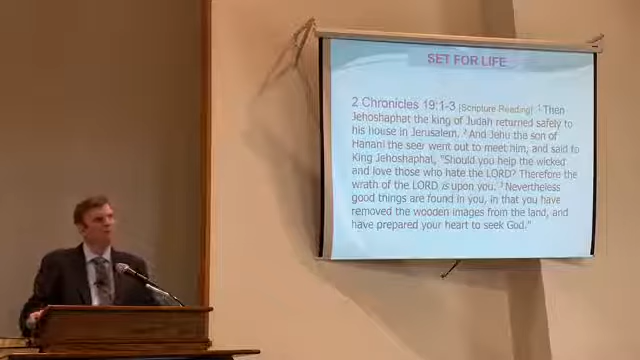 SET FOR LIFE
2 Chronicles 19:1-3 (Scripture Reading) 1 Then
Jehoshaphat the king of Judah returned safely to
his house in Jerusalem. 2 And Jehu the son of
Hanani the seer went out to meet him, and said to
King Jehoshaphat, "Should you help the wicked
and love those who hate the LORD? Therefore the
wrath of the LORD is upon you. 3 Nevertheless
good things are found in you, in that you have
removed the wooden images from the land, and
have prepared your heart to seek God."